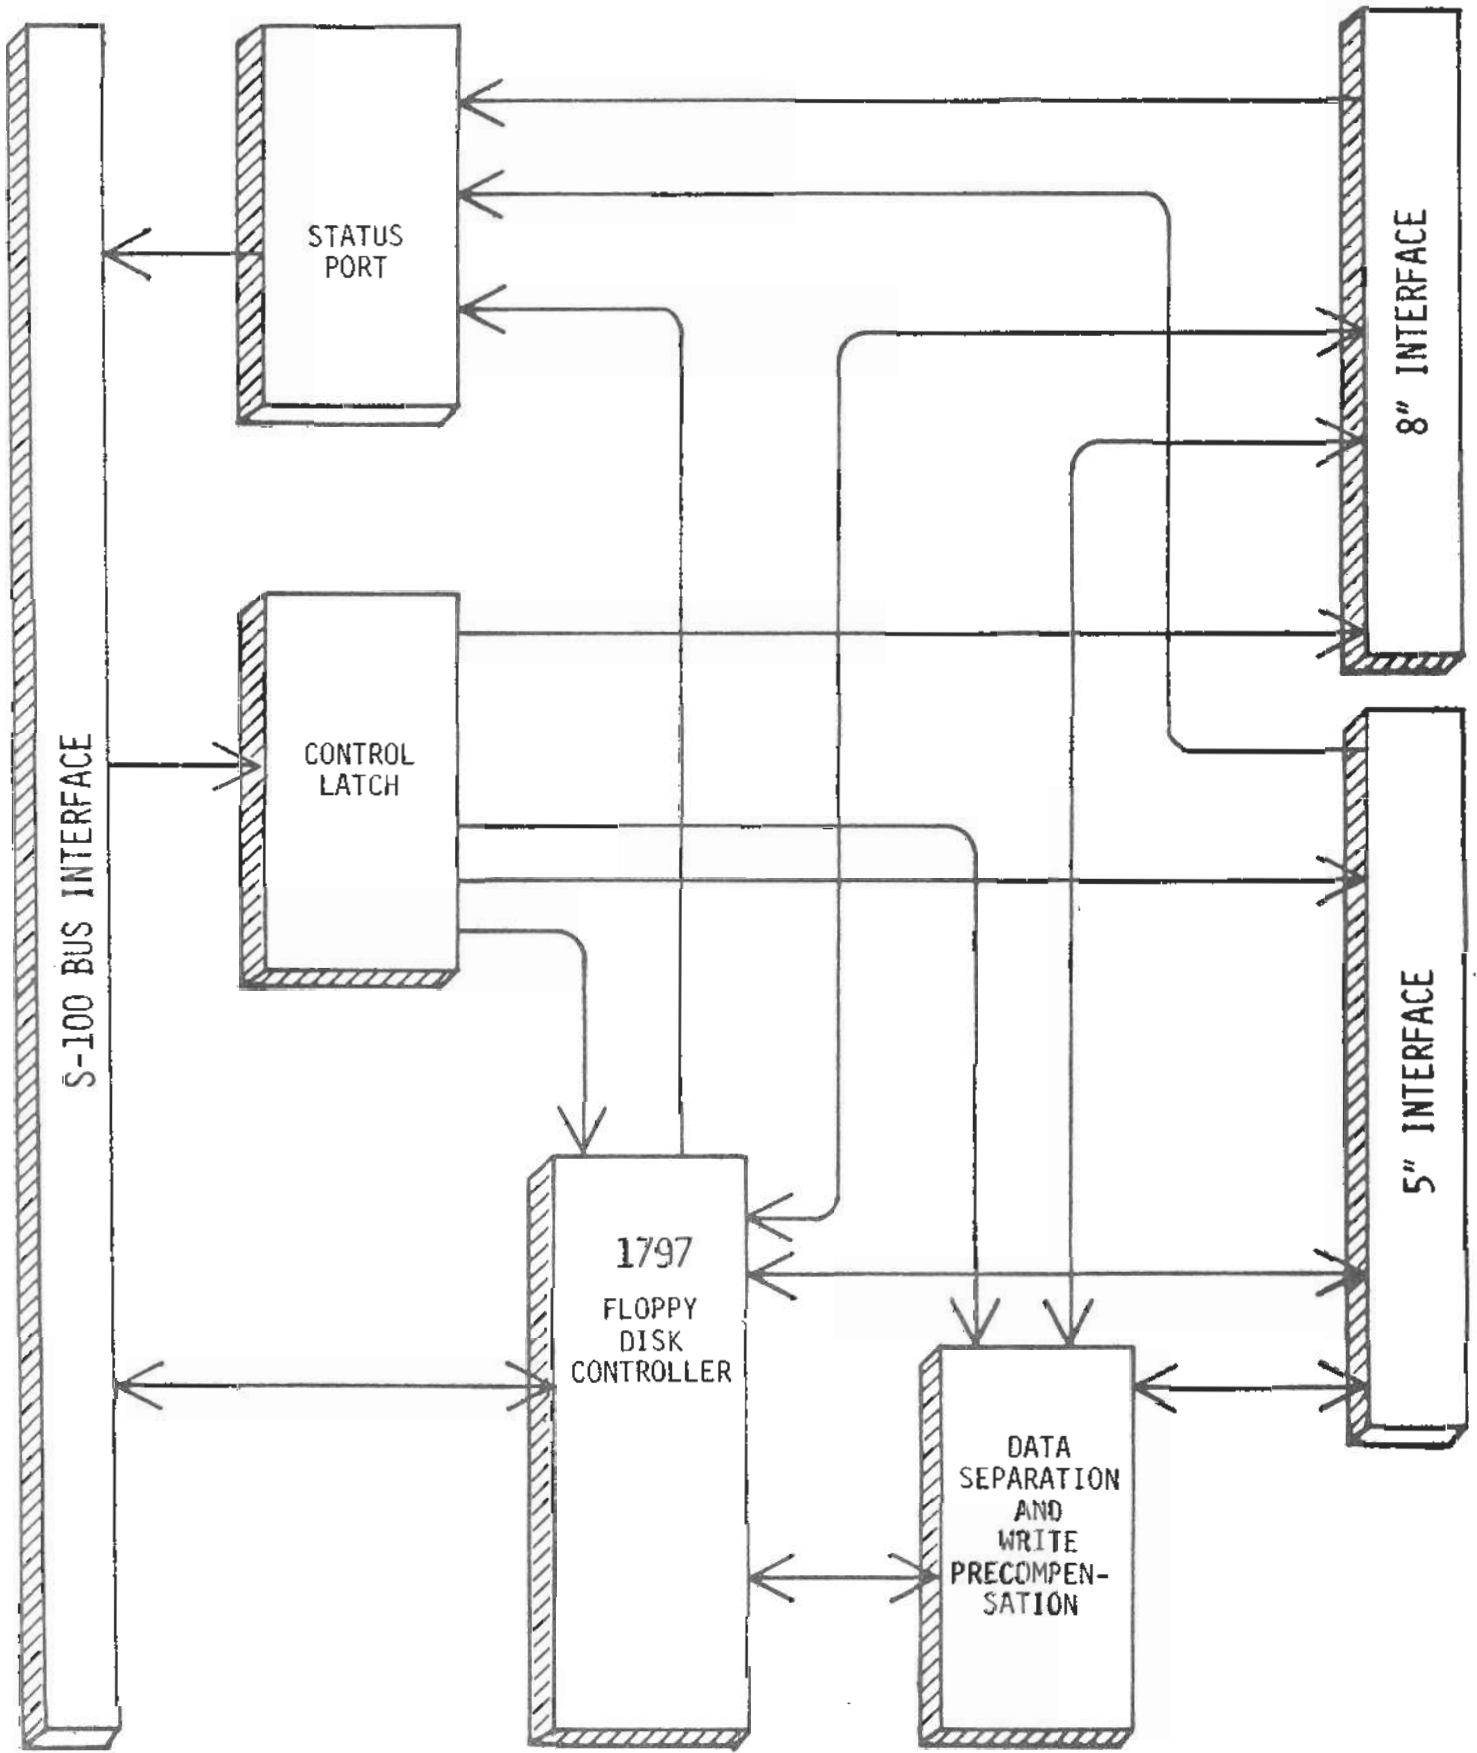 STATUS
PORT
8" INTERFACE
CONTROL
LATCH
S-100 BUS INTERFACE
5" INTERFACE
1797
FLOPPY
DISK
CONTROLLER
DATA
SEPARATION
AND
WRITE
PRECOMPEN-
SATION